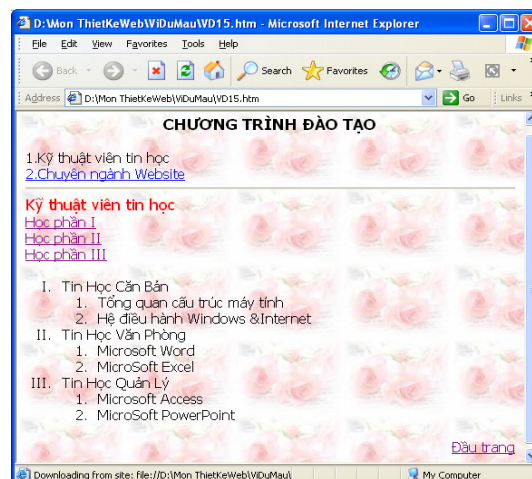 D:\Mon ThietKeWeb\ViDuMau\VD15.htm - Microsoft Internet Explorer
File Edit View Favorites Tools Help
Back Search Favorites
Address D:\Mon ThietKeWeb\ViDuMau\VD15.htm Go Links
CHƯƠNG TRÌNH ĐÀO TẠO
1.Kỹ thuật viên tin học
2.Chuyên ngành Website
Kỹ thuật viên tin học
Học phần I
Học phần II
Học phần III
I. Tin Học Căn Bản
1. Tổng quan cấu trúc máy tính
2. Hệ điều hành Windows &Internet
II. Tin Học Văn Phòng
1. MicroSoft Word
2. MicroSoft Excel
III. Tin Học Quản Lý
1. Microsoft Access
2. MicroSoft PowerPoint
Đầu trang
Downloading from site: file://D:\Mon ThietKeWeb\ViDuMau\ My Computer